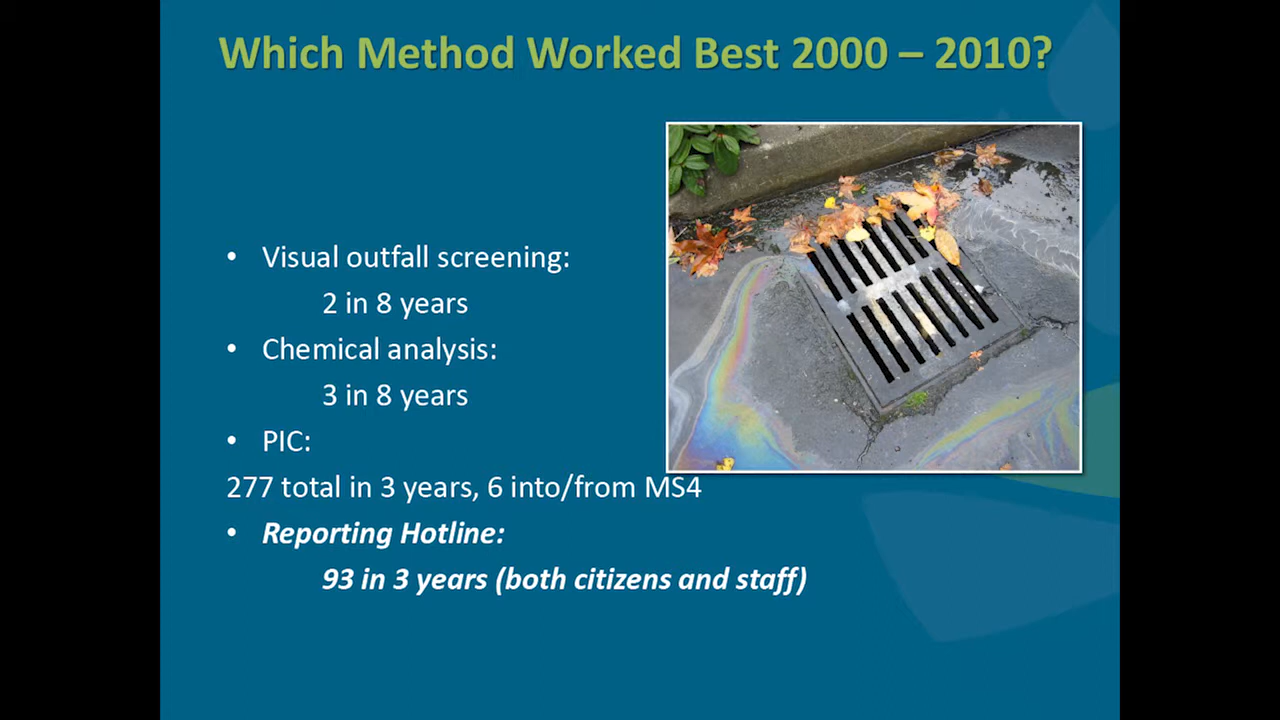 Which Method Worked Best 2000 – 2010?
• Visual outfall screening:
2 in 8 years
• Chemical analysis:
3 in 8 years
• PIC:
277 total in 3 years, 6 into/from MS4
• Reporting Hotline:
93 in 3 years (both citizens and staff)